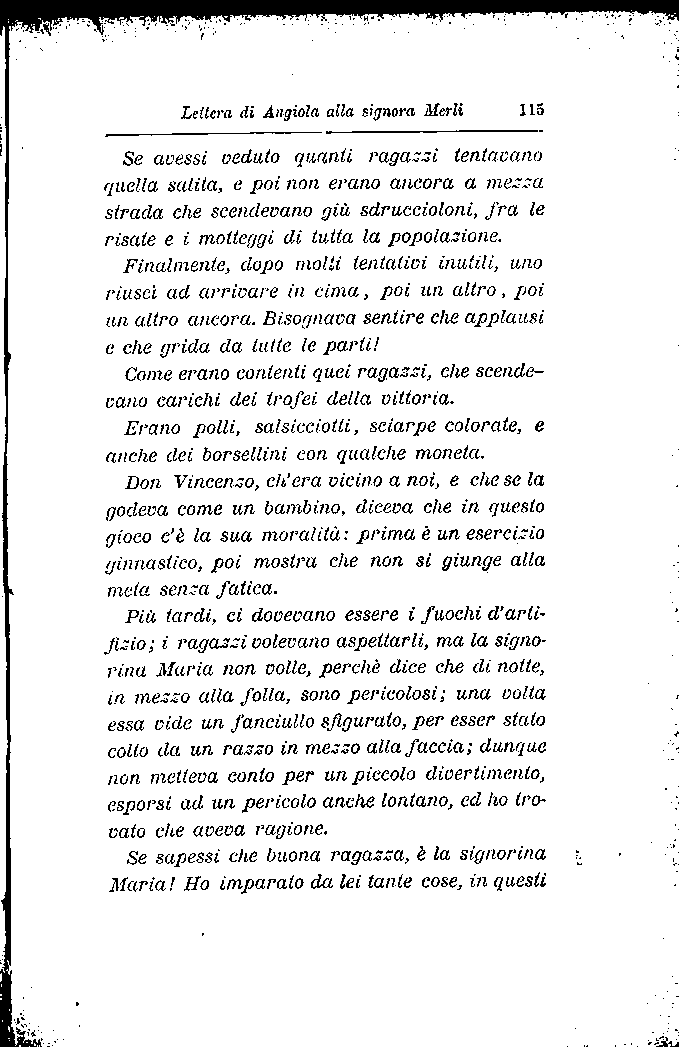 Lettera di Angiola alla signora Merli 115
Se avessi veduto quanti ragazzi tentavano
quella salita, e poi non erano ancora a mezza
strada che scendevano giù sdruccioloni, fra le
risate e i motteggi di tutta la popolazione.
Finalmente, dopo molti tentativi inutili, uno
riuscì ad arrivare in cima, poi un altro, poi
un altro ancora. Bisognava sentire che applausi
e che grida da tutte le parti!
Come erano contenti quei ragazzi, che scende-
vano carichi dei trofei della vittoria.
Erano polli, salsicciotti, sciarpe colorate, e
anche dei borsellini con qualche moneta.
Don Vincenzo, ch'era vicino a noi, e che se la
godeva come un bambino, diceva che in questo
gioco c'è la sua moralità: prima è un esercizio
ginnastico, poi mostra che non si giunge alla
meta senza fatica.
Più tardi, ci dovevano essere i fuochi d'arti-
fizio; i ragazzi volevano aspettarli, ma la signo-
rina Maria non volle, perchè dice che di notte,
in mezzo alla folla, sono pericolosi; una volta
essa vide un fanciullo sfigurato, per esser stato
colto da un razzo in mezzo alla faccia; dunque
non metteva conto per un piccolo divertimento,
esporsi ad un pericolo anche lontano, ed ho tro-
vato che aveva ragione.
Se sapessi che buona ragazza, è la signorina
Maria! Ho imparato da lei tante cose, in questi